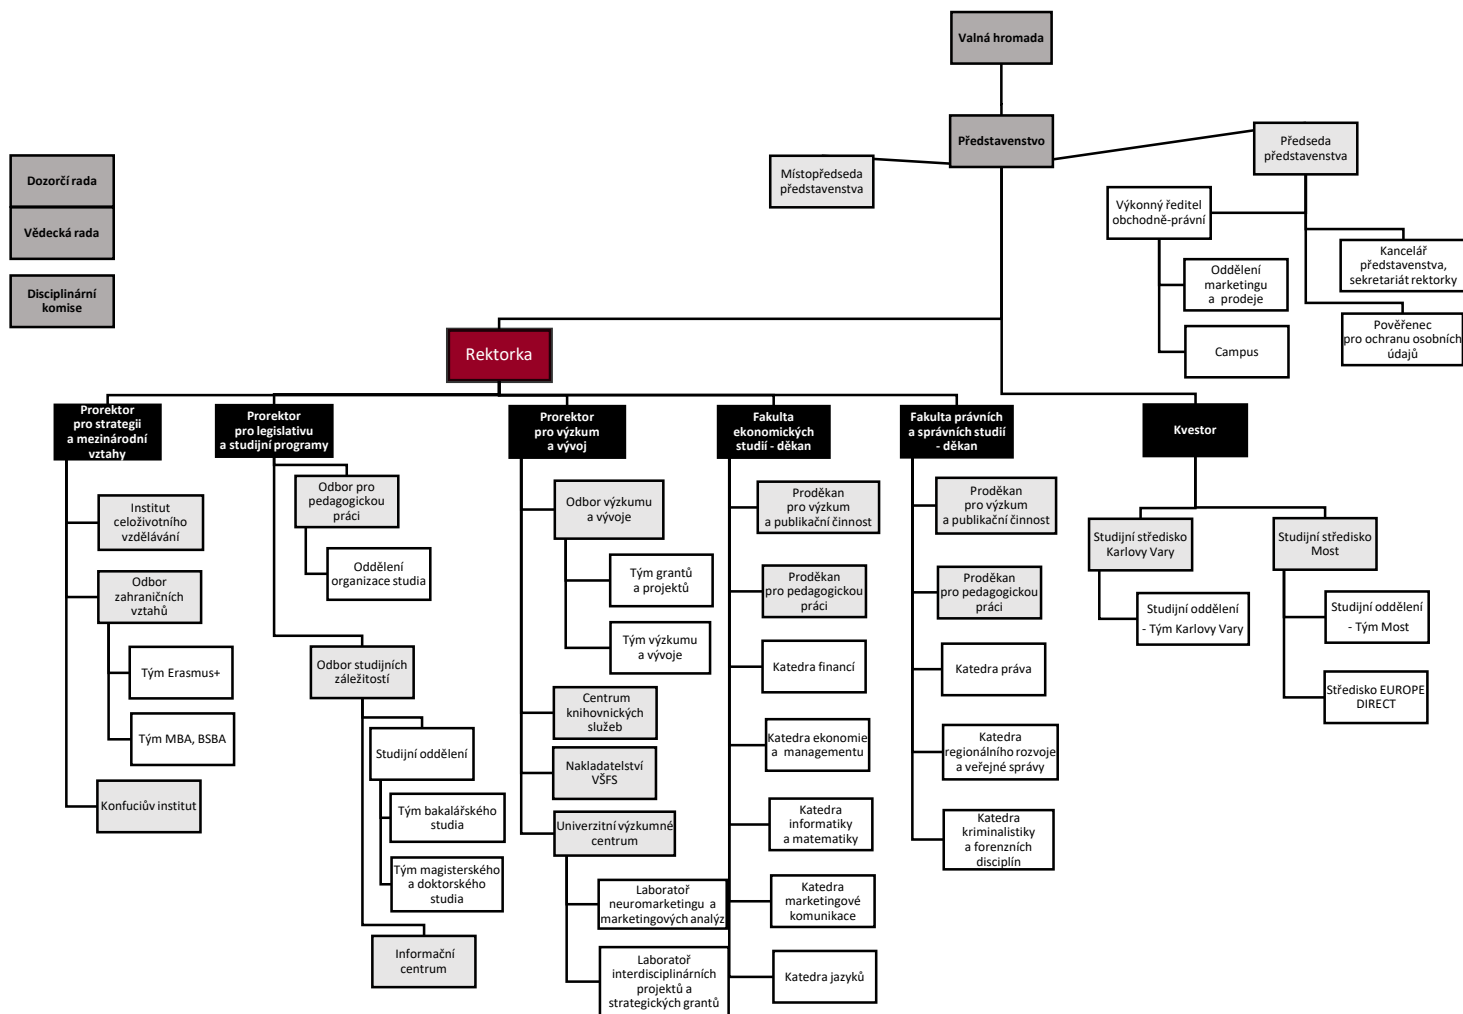 Valná hromada
Představenstvo
Předseda
představenstva
Místopředseda
představenstva
Dozorčí rada
Vědecká rada
Disciplinární
komise
Výkonný ředitel
obchodně-právní
Kancelář
představenstva,
sekretariát rektorky
Oddělení
marketingu
a prodeje
Pověřenec
pro ochranu osobních
údajů
Campus
Rektorka
Prorektor
pro strategii
a mezinárodní
vztahy
Prorektor
pro legislativu
a studijní programy
Prorektor
pro výzkum
a vývoj
Fakulta
ekonomických
studií - děkan
Fakulta právních
a správních studií
- děkan
Kvestor
Institut
celoživotního
vzdělávání
Odbor
zahraničních
vztahů
Tým Erasmus+
Tým MBA, BSBA
Konfuciův institut
Odbor pro
pedagogickou
práci
Oddělení
organizace studia
Odbor studijních
záležitostí
Studijní oddělení
Tým bakalářského
studia
Tým magisterského
a doktorského
studia
Informační
centrum
Odbor výzkumu
a vývoje
Tým grantů
a projektů
Tým výzkumu
a vývoje
Centrum
knihovnických
služeb
Nakladatelství
VŠFS
Univerzitní výzkumné
centrum
Laboratoř
neuromarketingu a
marketingových analýz
Laboratoř
interdisciplinárních
projektů a
strategických grantů
Proděkan
pro výzkum
a publikační činnost
Proděkan
pro pedagogickou
práci
Katedra financí
Katedra ekonomie
a managementu
Katedra
informatiky
a matematiky
Katedra
marketingové
komunikace
Katedra jazyků
Proděkan
pro výzkum
a publikační činnost
Proděkan
pro pedagogickou
práci
Katedra práva
Katedra
regionálního rozvoje
a veřejné správy
Katedra
kriminalistiky
a forenzních
disciplín
Studijní středisko
Karlovy Vary
Studijní oddělení
- Tým Karlovy Vary
Studijní středisko
Most
Studijní oddělení
- Tým Most
Středisko EUROPE
DIRECT